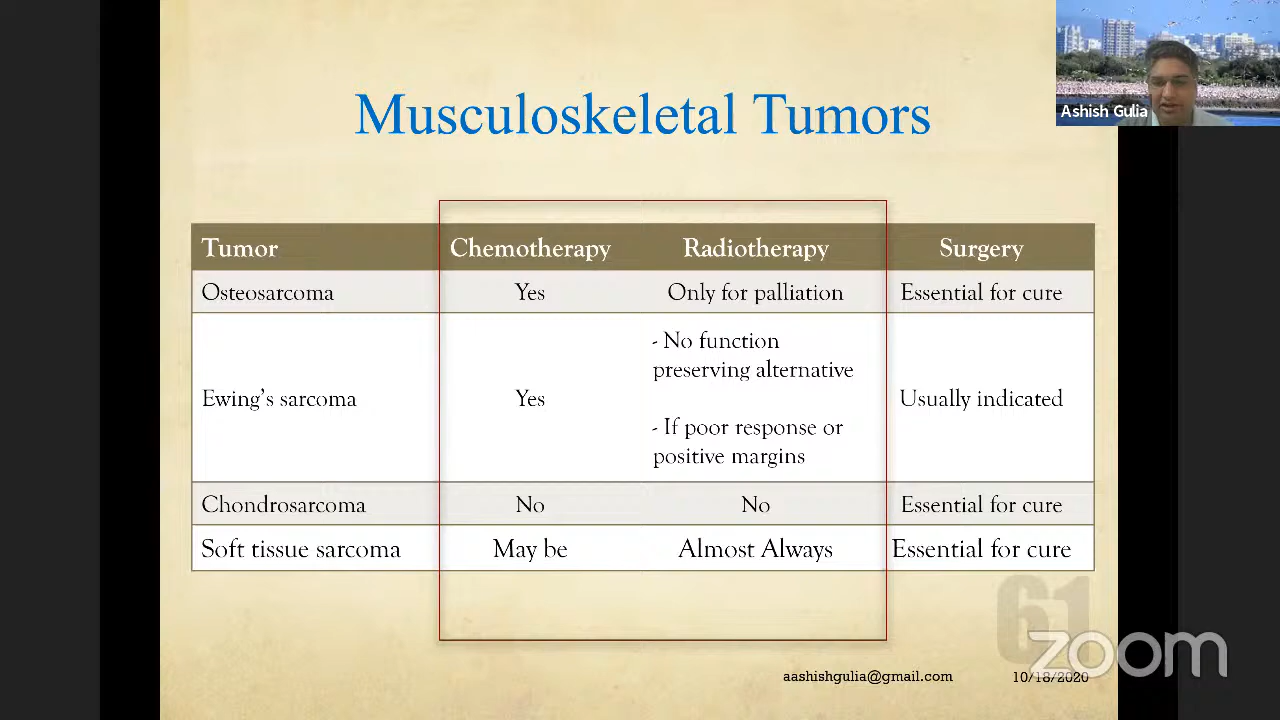 Musculoskeletal Tumors
Ashish Gulia
Tumor Chemotherapy Radiotherapy Surgery
Osteosarcoma Yes Only for palliation Essential for cure
Ewing's sarcoma Yes - No function preserving alternative - If poor response or positive margins Usually indicated
Chondrosarcoma No No Essential for cure
Soft tissue sarcoma May be Almost Always Essential for cure
61
zoom
aashishgulia@gmail.com 10/18/2020